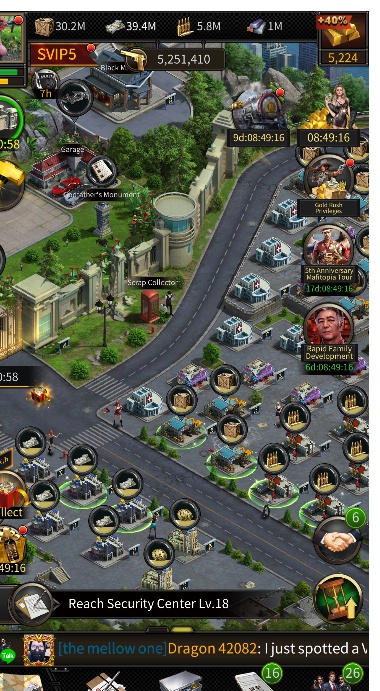 30.2M 39.4M 5.8M 1M +40%
SVIP5 5,251,410 5,224
Black M
7h
9d:08:49:16 08:49:16
0:58
Garage
Godfather's Monument
Gold Rush
Privileges
5th Anniversary
Mafitopia Tour
17d:08:49:16
Scrap Collector
Rapid Family
Development
6d:08:49:16
0:58
llect
6
49:16
Reach Security Center Lv.18
Talk [the mellow one]Dragon 42082: I just spotted a
16 26